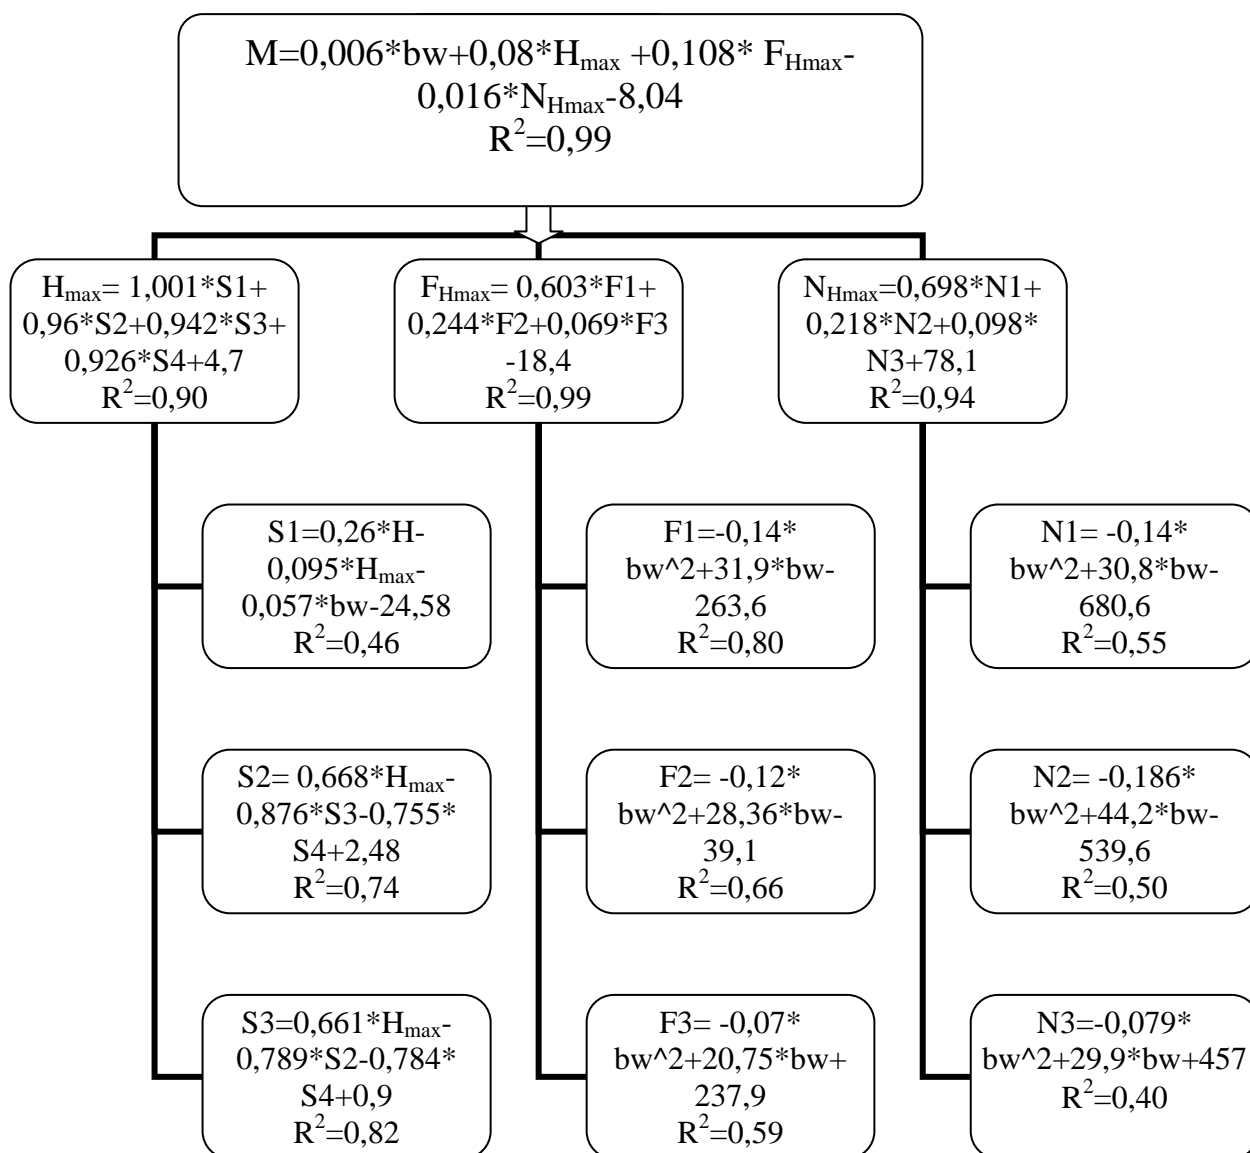 M=0,006*bw+0,08*Hmax +0,108* FHmax-
0,016*NHmax-8,04
R²=0,99
Hmax= 1,001*S1+
0,96*S2+0,942*S3+
0,926*S4+4,7
R²=0,90
FHmax= 0,603*F1+
0,244*F2+0,069*F3
-18,4
R²=0,99
NHmax=0,698*N1+
0,218*N2+0,098*
N3+78,1
R²=0,94
S1=0,26*H-
0,095*Hmax-
0,057*bw-24,58
R²=0,46
F1=-0,14*
bw^2+31,9*bw-
263,6
R²=0,80
N1= -0,14*
bw^2+30,8*bw-
680,6
R²=0,55
S2= 0,668*Hmax-
0,876*S3-0,755*
S4+2,48
R²=0,74
F2= -0,12*
bw^2+28,36*bw-
39,1
R²=0,66
N2= -0,186*
bw^2+44,2*bw-
539,6
R²=0,50
S3=0,661*Hmax-
0,789*S2-0,784*
S4+0,9
R²=0,82
F3= -0,07*
bw^2+20,75*bw+
237,9
R²=0,59
N3=-0,079*
bw^2+29,9*bw+457
R²=0,40